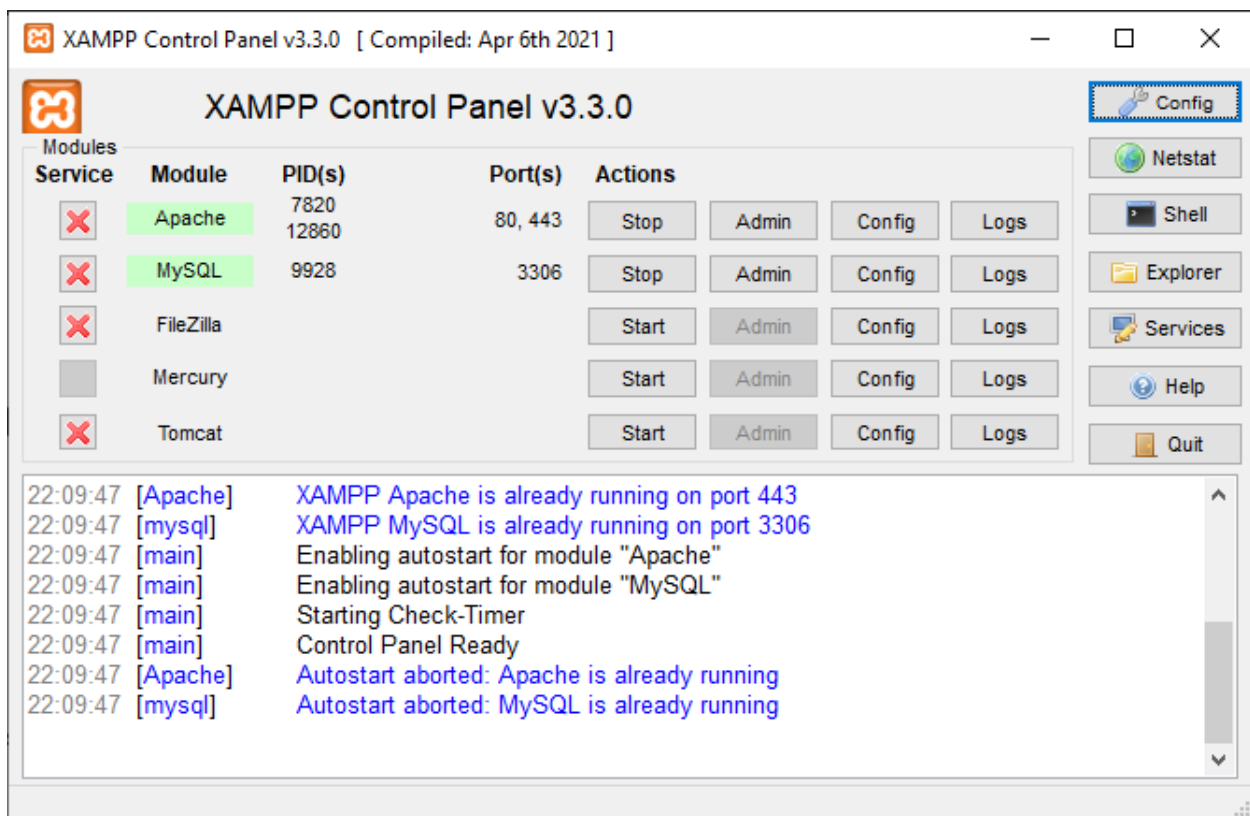 XAMPP Control Panel v3.3.0 [ Compiled: Apr 6th 2021 ]
XAMPP Control Panel v3.3.0
Config
Modules
Service Module PID(s) Port(s) Actions
Netstat
Apache 7820 12860 80, 443 Stop Admin Config Logs
Shell
MySQL 9928 3306 Stop Admin Config Logs
Explorer
FileZilla Start Admin Config Logs
Services
Mercury Start Admin Config Logs
Help
Tomcat Start Admin Config Logs
Quit
22:09:47 [Apache] XAMPP Apache is already running on port 443
22:09:47 [mysql] XAMPP MySQL is already running on port 3306
22:09:47 [main] Enabling autostart for module "Apache"
22:09:47 [main] Enabling autostart for module "MySQL"
22:09:47 [main] Starting Check-Timer
22:09:47 [main] Control Panel Ready
22:09:47 [Apache] Autostart aborted: Apache is already running
22:09:47 [mysql] Autostart aborted: MySQL is already running